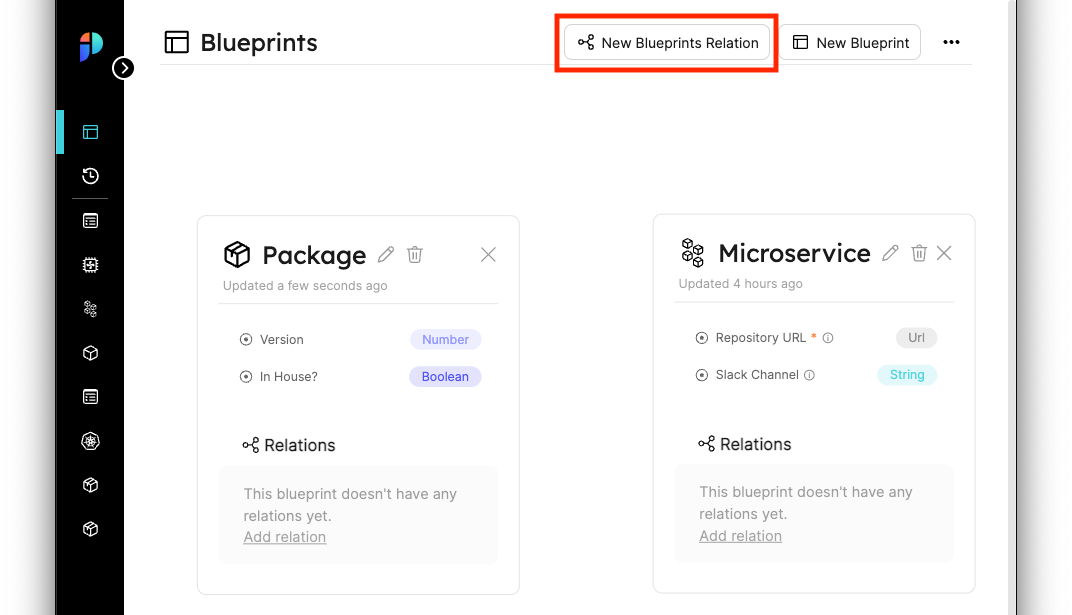 Blueprints
New Blueprints Relation
New Blueprint
Package
Updated a few seconds ago
Version
Number
In House?
Boolean
Relations
This blueprint doesn't have any
relations yet.
Add relation
Microservice
Updated 4 hours ago
Repository URL *
Url
Slack Channel
String
Relations
This blueprint doesn't have any
relations yet.
Add relation